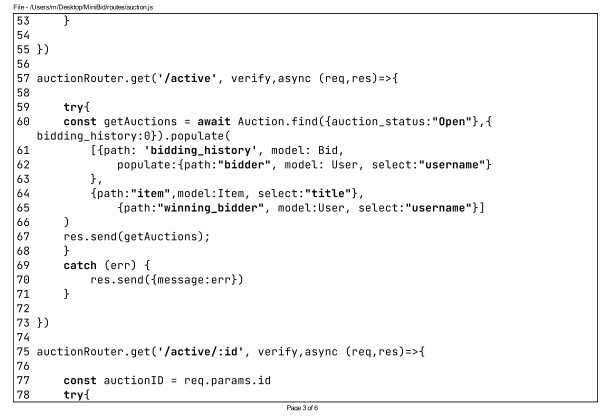 File - /Users/m/Desktop/MiniBid/routes/auction.js
53     }
54
55 })
56
57 auctionRouter.get('/active', verify,async (req,res)=>{
58
59     try{
60     const getAuctions = await Auction.find({auction_status:"Open"},{
bidding_history:0}).populate(
61         [{path: 'bidding_history', model: Bid,
62             populate:{path:"bidder", model: User, select:"username"}
63         },
64         {path:"item",model:Item, select:"title"},
65             {path:"winning_bidder", model:User, select:"username"}]
66     )
67     res.send(getAuctions);
68     }
69     catch (err) {
70         res.send({message:err})
71     }
72
73 })
74
75 auctionRouter.get('/active/:id', verify,async (req,res)=>{
76
77     const auctionID = req.params.id
78     try{
Page 3 of 6